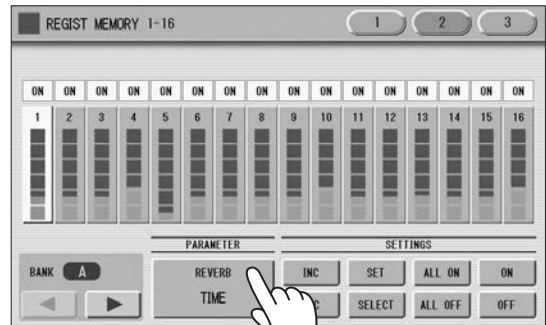 REGIST MEMORY 1-16 1 2 3
ON ON ON ON ON ON ON ON ON ON ON ON ON ON ON ON
1 2 3 4 5 6 7 8 9 10 11 12 13 14 15 16
PARAMETER SETTINGS
BANK A REVERB INC SET ALL ON ON
TIME SELECT ALL OFF OFF